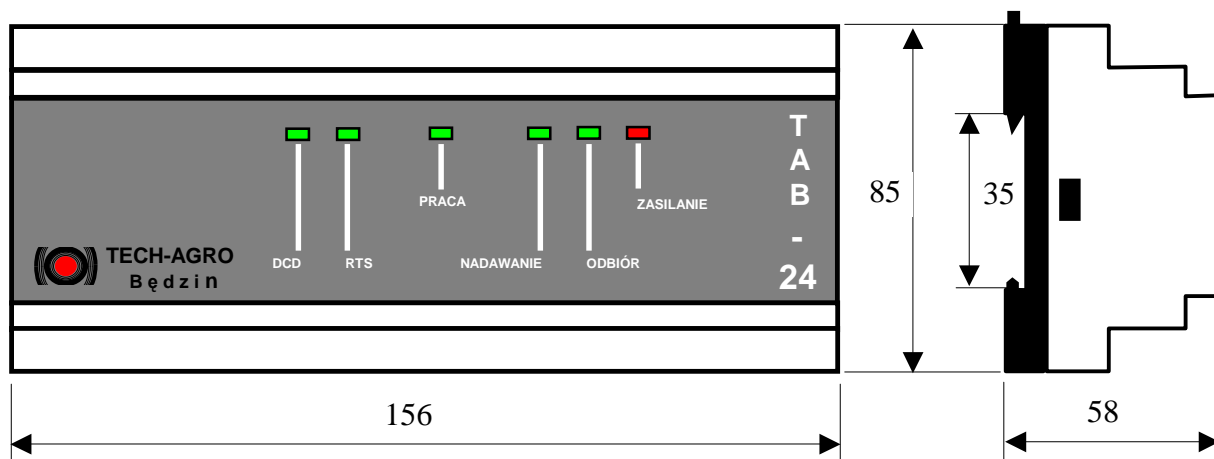 T
A
B
-
24
PRACA
ZASILANIE
TECH-AGRO
Będzin
DCD
RTS
NADAWANIE
ODBIÓR
85
35
156
58